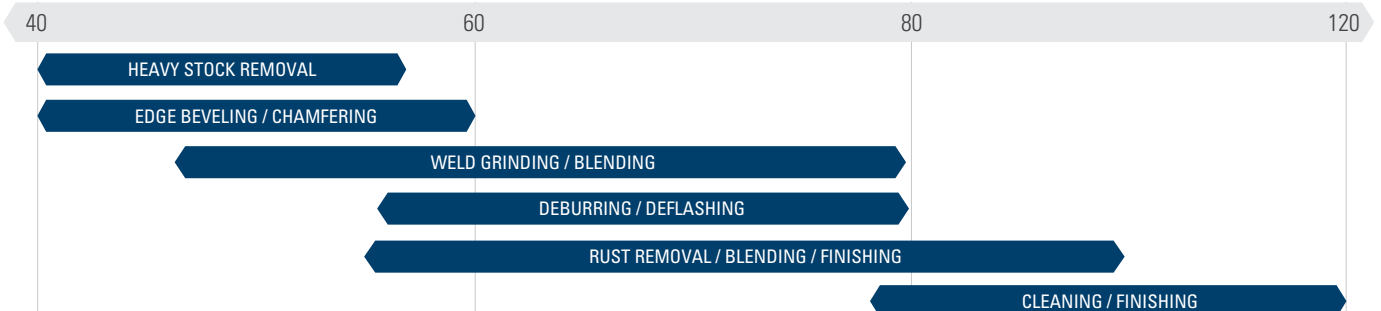 40 60 80 120
HEAVY STOCK REMOVAL
EDGE BEVELING / CHAMFERING
WELD GRINDING / BLENDING
DEBURRING / DEFLASHING
RUST REMOVAL / BLENDING / FINISHING
CLEANING / FINISHING